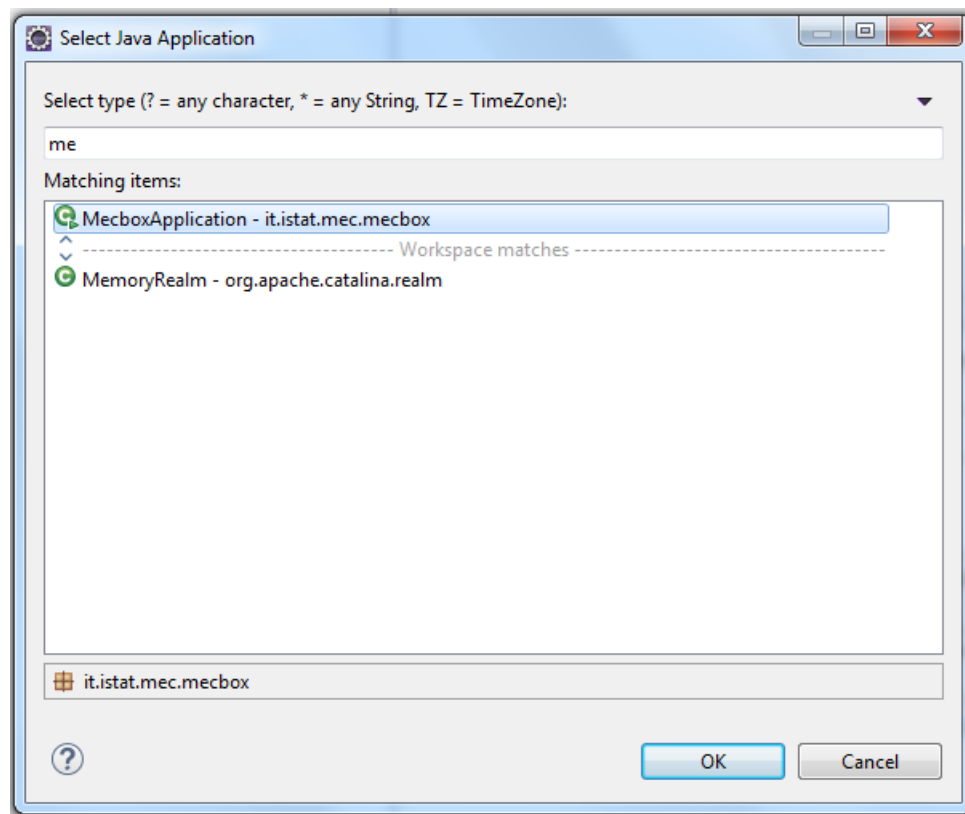 Select Java Application
Select type (? = any character, * = any String, TZ = TimeZone):
me
Matching items:
MecboxApplication - it.istat.mec.mecbox
Workspace matches
MemoryRealm - org.apache.catalina.realm
it.istat.mec.mecbox
OK
Cancel